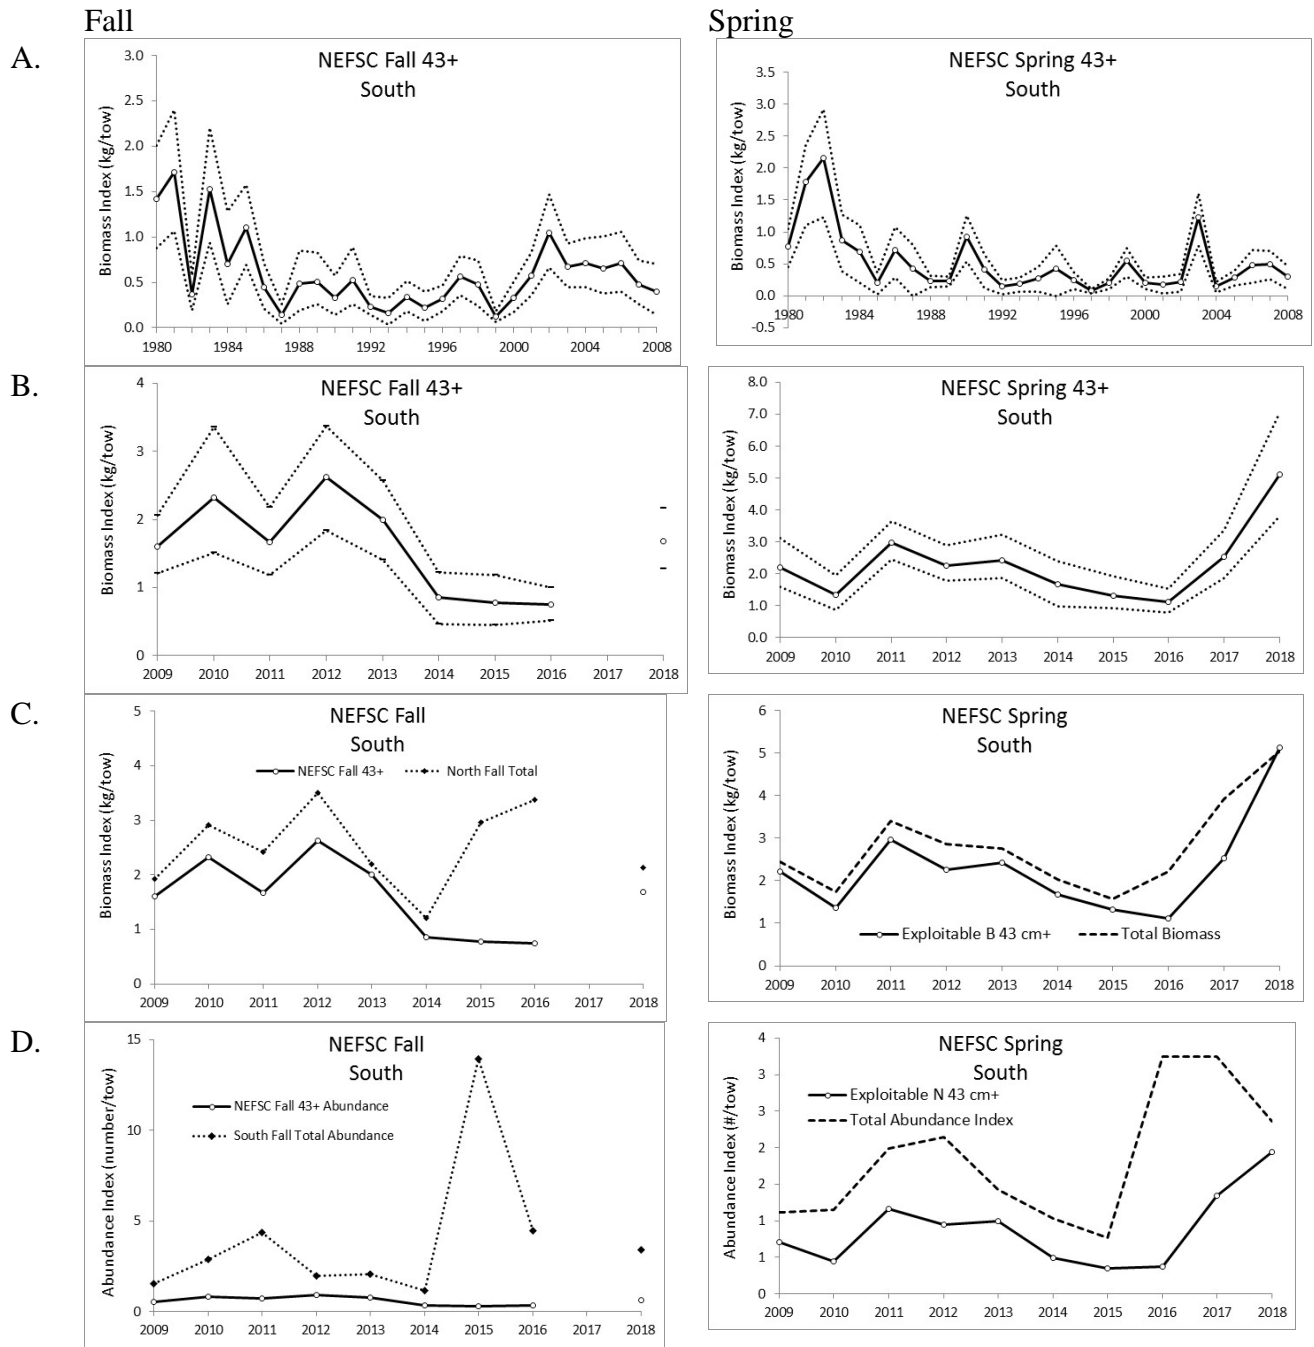 Fall
Spring
A.
NEFSC Fall 43+
South
Biomass Index (kg/tow)
3.0
2.5
2.0
1.5
1.0
0.5
0.0
1980 1984 1988 1992 1996 2000 2004 2008
NEFSC Spring 43+
South
Biomass Index (kg/tow)
3.5
3.0
2.5
2.0
1.5
1.0
0.5
0.0
-0.5
1980 1984 1988 1992 1996 2000 2004 2008
B.
NEFSC Fall 43+
South
Biomass Index (kg/tow)
4
3
2
1
0
2009 2010 2011 2012 2013 2014 2015 2016 2017 2018
NEFSC Spring 43+
South
Biomass Index (kg/tow)
8.0
7.0
6.0
5.0
4.0
3.0
2.0
1.0
0.0
2009 2010 2011 2012 2013 2014 2015 2016 2017 2018
C.
NEFSC Fall
South
NEFSC Fall 43+ North Fall Total
Biomass Index (kg/tow)
5
4
3
2
1
0
2009 2010 2011 2012 2013 2014 2015 2016 2017 2018
NEFSC Spring
South
Biomass Index (kg/tow)
6
5
4
3
2
1
0
Exploitable B 43 cm+ Total Biomass
2009 2010 2011 2012 2013 2014 2015 2016 2017 2018
D.
NEFSC Fall
South
NEFSC Fall 43+ Abundance
South Fall Total Abundance
Abundance Index (number/tow)
15
10
5
0
2009 2010 2011 2012 2013 2014 2015 2016 2017 2018
NEFSC Spring
South
Exploitable N 43 cm+
Total Abundance Index
Abundance Index (#/tow)
4
3
3
2
2
1
1
0
2009 2010 2011 2012 2013 2014 2015 2016 2017 2018